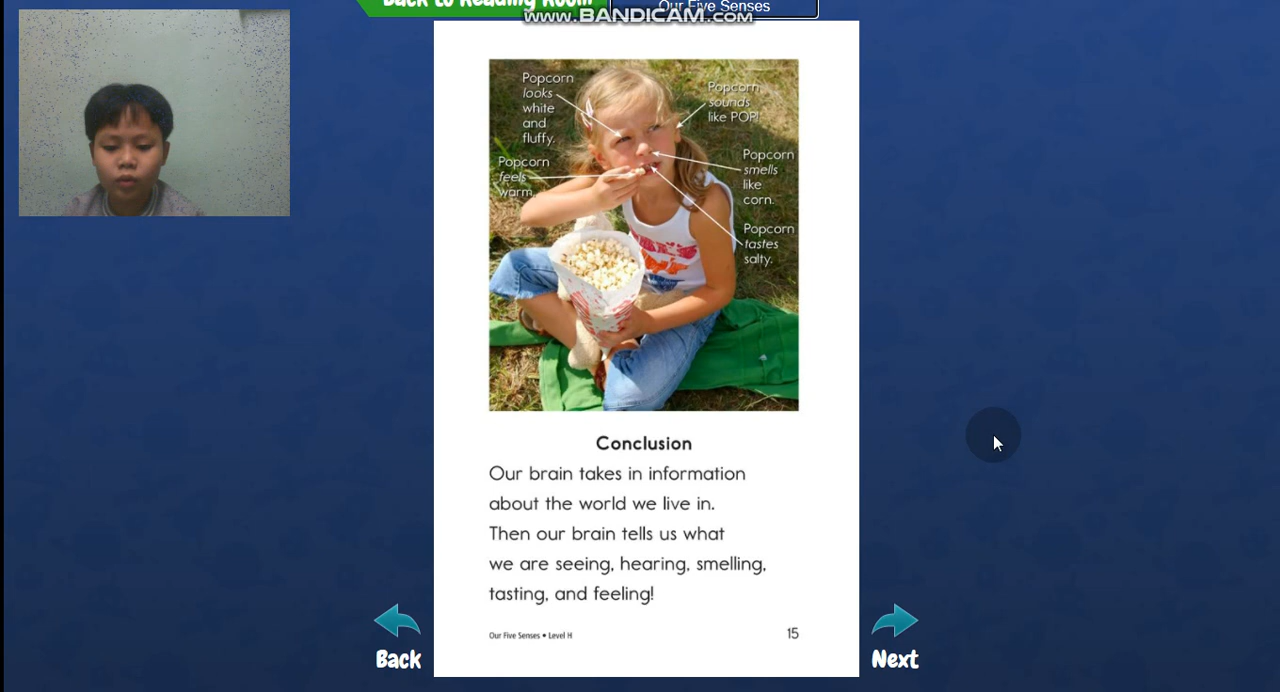 Back to Reading Room
Our Five Senses
www.BANDICAM.com
Popcorn
looks
white
and
fluffy.
Popcorn
sounds
like POP!
Popcorn
feels
warm.
Popcorn
smells
like
corn.
Popcorn
tastes
salty.
Conclusion
Our brain takes in information
about the world we live in.
Then our brain tells us what
we are seeing, hearing, smelling,
tasting, and feeling!
Our Five Senses • Level H
15
Back
Next